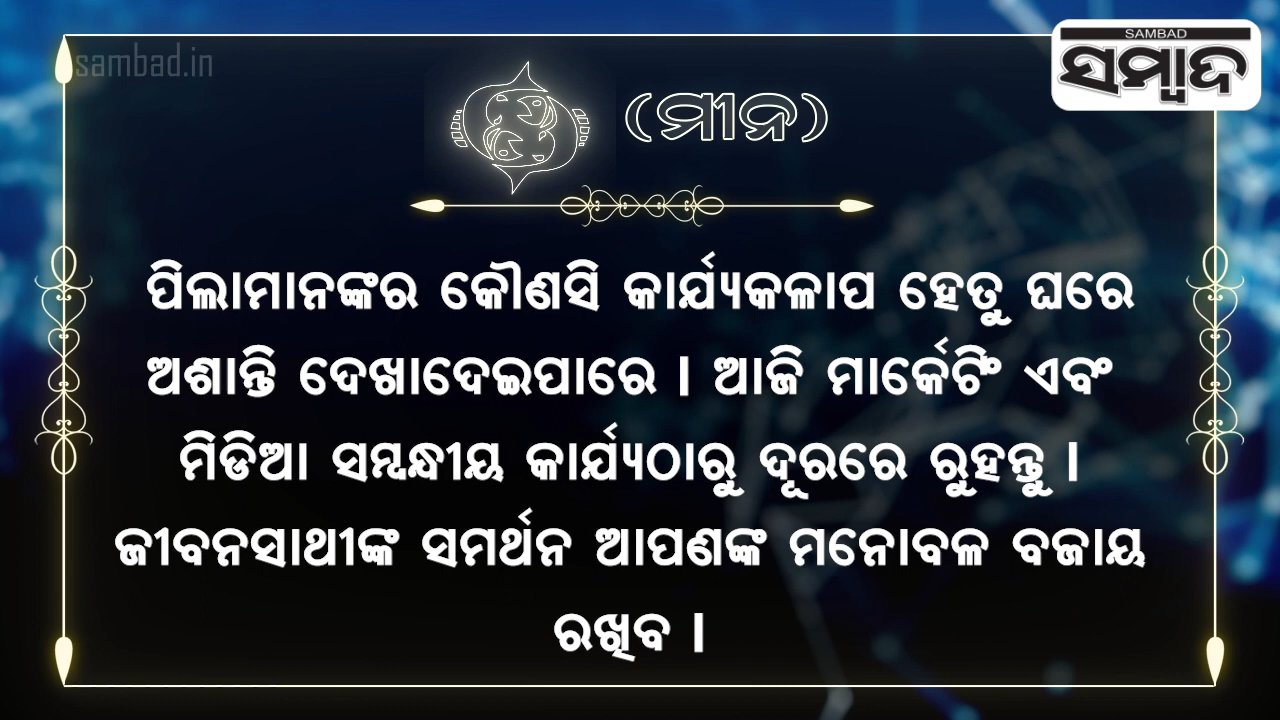 sambad.in
SAMBAD
ସମ୍ବାଦ
(ମୀନ)
ପିଲାମାନଙ୍କର କୌଣସି କାର୍ଯ୍ୟକଳାପ ହେତୁ ଘରେ
ଅଶାନ୍ତି ଦେଖାଦେଇପାରେ । ଆଜି ମାର୍କେଟିଂ ଏବଂ
ମିଡିଆ ସମ୍ବନ୍ଧୀୟ କାର୍ଯ୍ୟଠାରୁ ଦୂରରେ ରୁହନ୍ତୁ ।
ଜୀବନସାଥୀଙ୍କ ସମର୍ଥନ ଆପଣଙ୍କ ମନୋବଳ ବଜାୟ
ରଖିବ ।